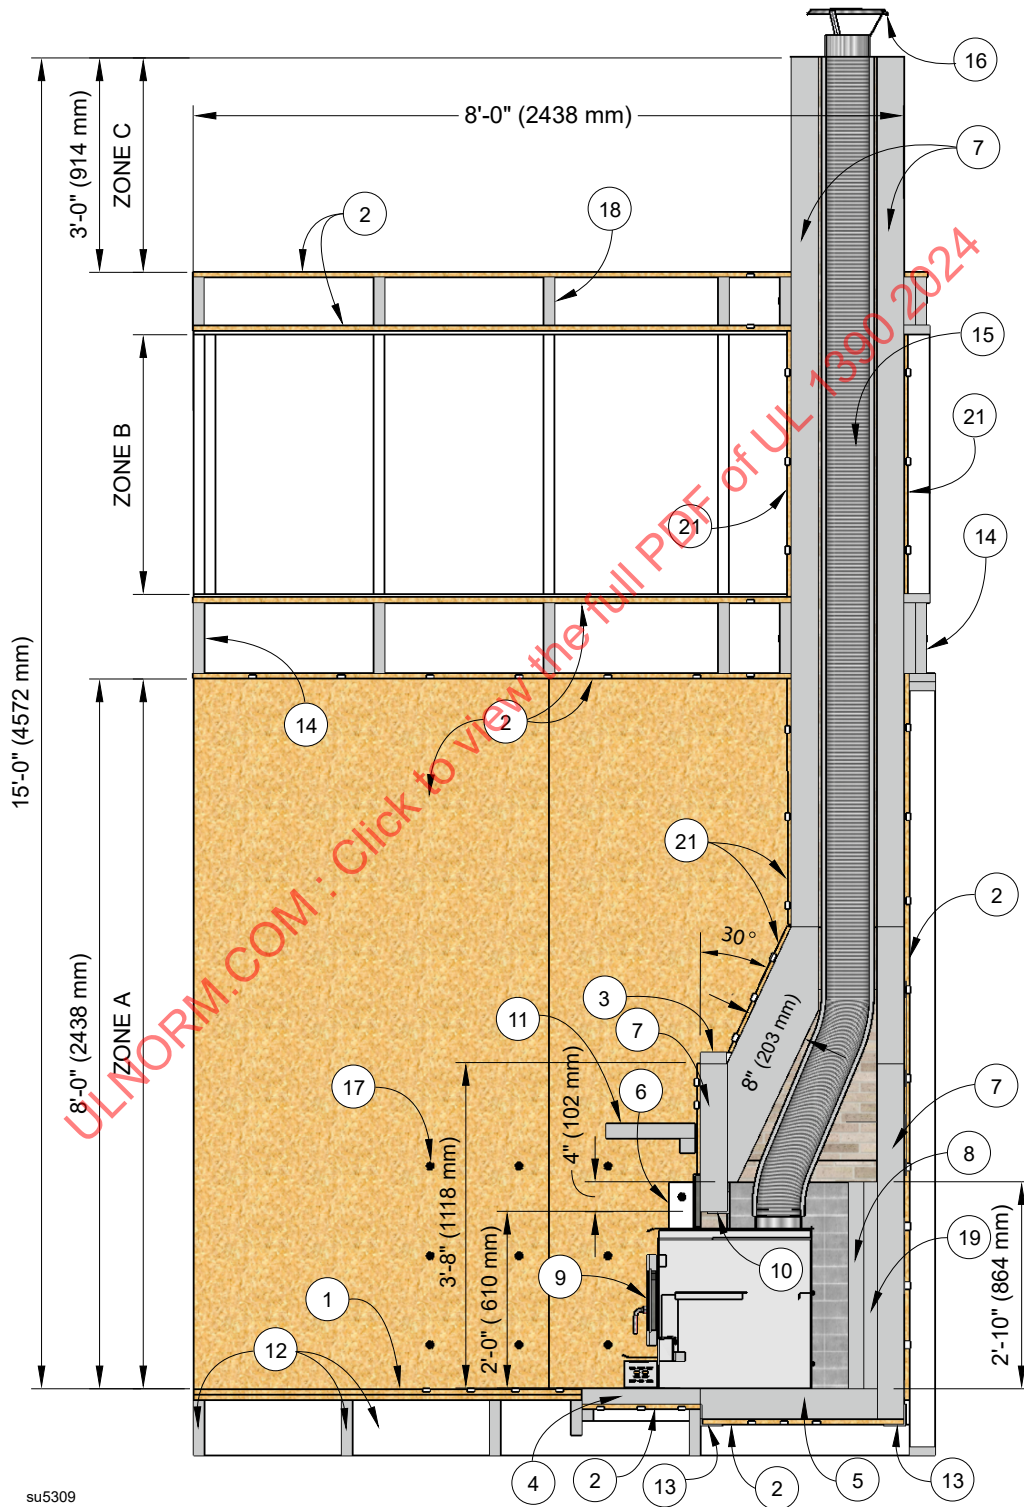 16
8'-0" (2438 mm)
3'-0" (914 mm)
ZONE C
7
2
18
15
ZONE B
21
21
14
15'-0" (4572 mm)
14
2
21
2
30°
8'-0" (2438 mm)
ZONE A
3
11
7
8" (203 mm)
17
6
4" (102 mm)
7
8
3'-8" (1118 mm)
2'-0" ( 610 mm)
19
2'-10" (864 mm)
9
10
1
12
4
2
13
2
5
13
su5309
ULNORM.COM : Click to view the full PDF of UL 1390 2024